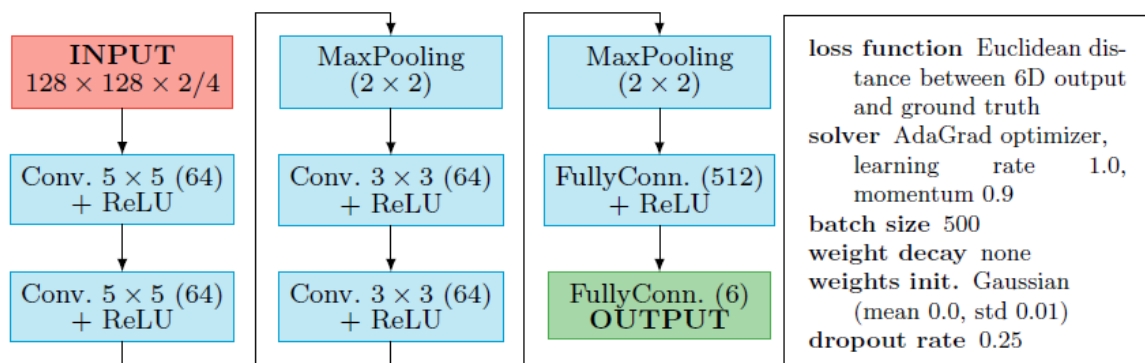 INPUT
128 × 128 × 2/4
Conv. 5 × 5 (64)
+ ReLU
Conv. 5 × 5 (64)
+ ReLU
MaxPooling
(2 × 2)
Conv. 3 × 3 (64)
+ ReLU
Conv. 3 × 3 (64)
+ ReLU
MaxPooling
(2 × 2)
FullyConn. (512)
+ ReLU
FullyConn. (6)
OUTPUT
loss function Euclidean dis-
tance between 6D output
and ground truth
solver AdaGrad optimizer,
learning rate 1.0,
momentum 0.9
batch size 500
weight decay none
weights init. Gaussian
(mean 0.0, std 0.01)
dropout rate 0.25